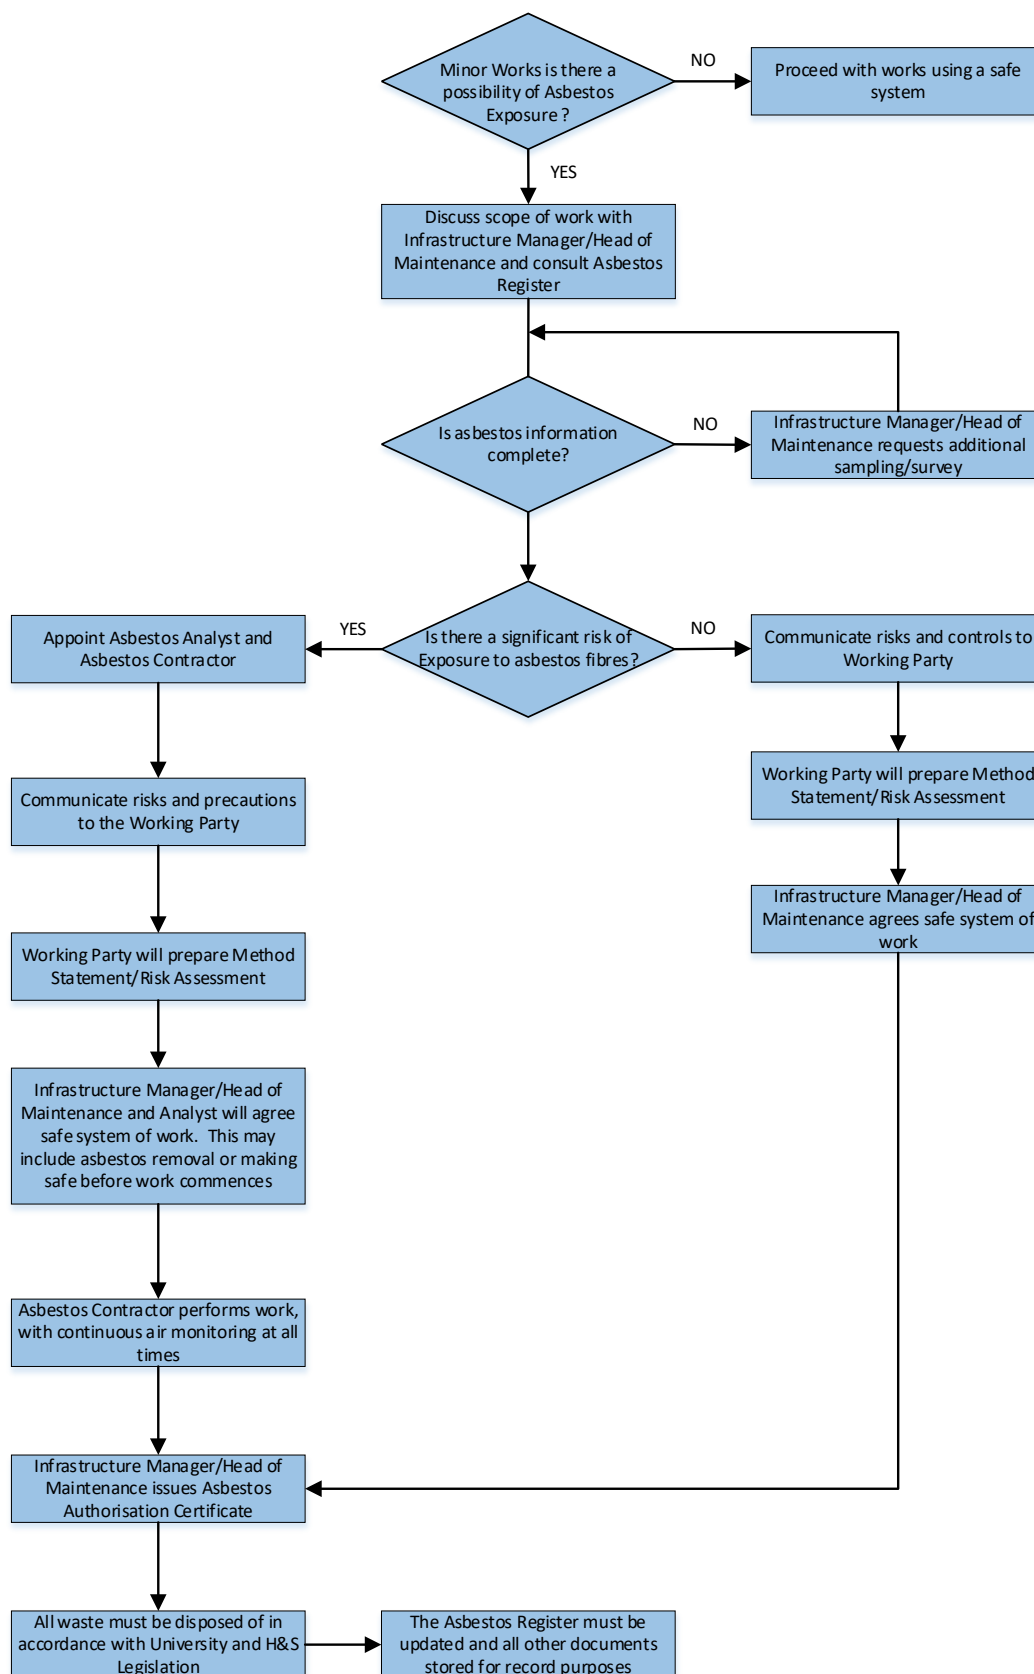 Minor Works is there a
possibility of Asbestos
Exposure ?
NO
Proceed with works using a safe
system
YES
Discuss scope of work with
Infrastructure Manager/Head of
Maintenance and consult Asbestos
Register
Is asbestos information
complete?
NO
Infrastructure Manager/Head of
Maintenance requests additional
sampling/survey
Appoint Asbestos Analyst and
Asbestos Contractor
YES
Is there a significant risk of
Exposure to asbestos fibres?
NO
Communicate risks and controls to
Working Party
Communicate risks and precautions
to the Working Party
Working Party will prepare Method
Statement/Risk Assessment
Working Party will prepare Method
Statement/Risk Assessment
Infrastructure Manager/Head of
Maintenance agrees safe system of
work
Infrastructure Manager/Head of
Maintenance and Analyst will agree
safe system of work.  This may
include asbestos removal or making
safe before work commences
Asbestos Contractor performs work,
with continuous air monitoring at all
times
Infrastructure Manager/Head of
Maintenance issues Asbestos
Authorisation Certificate
All waste must be disposed of in
accordance with University and H&S
Legislation
The Asbestos Register must be
updated and all other documents
stored for record purposes